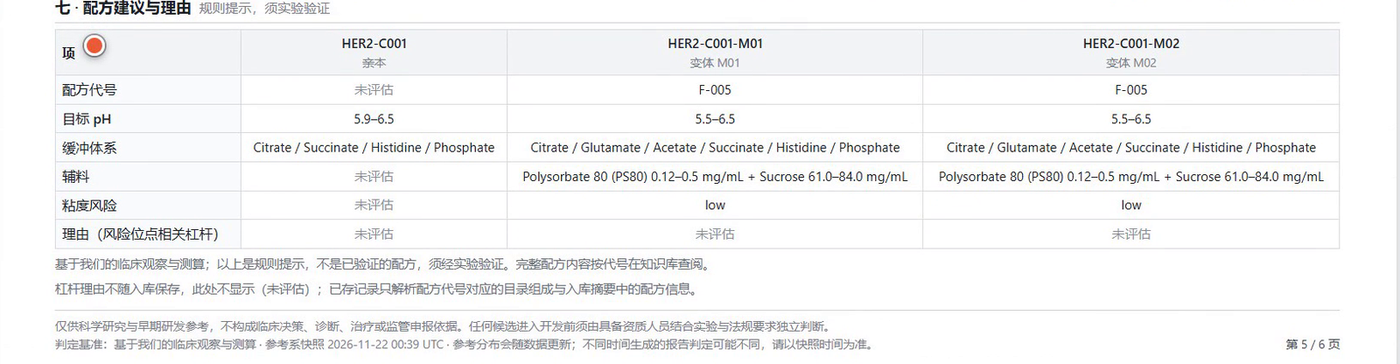 七 · 配方建议与理由 规则提示，须实验验证
项 HER2-C001 HER2-C001-M01 HER2-C001-M02
亲本 变体 M01 变体 M02
配方代号 未评估 F-005 F-005
目标 pH 5.9–6.5 5.5–6.5 5.5–6.5
缓冲体系 Citrate / Succinate / Histidine / Phosphate Citrate / Glutamate / Acetate / Succinate / Histidine / Phosphate Citrate / Glutamate / Acetate / Succinate / Histidine / Phosphate
辅料 未评估 Polysorbate 80 (PS80) 0.12–0.5 mg/mL + Sucrose 61.0–84.0 mg/mL Polysorbate 80 (PS80) 0.12–0.5 mg/mL + Sucrose 61.0–84.0 mg/mL
粘度风险 未评估 low low
理由（风险位点相关杠杆） 未评估 未评估 未评估
基于我们的临床观察与测算；以上是规则提示，不是已验证的配方，须经实验验证。完整配方内容按代号在知识库查阅。
杠杆理由不随入库保存，此处不显示（未评估）；已存记录只解析配方代号对应的目录组成与入库摘要中的配方信息。
仅供科学研究与早期研发参考，不构成临床决策、诊断、治疗或监管申报依据。任何候选进入开发前须由具备资质人员结合实验与法规要求独立判断。
判定基准：基于我们的临床观察与测算 · 参考系快照 2026-11-22 00:39 UTC · 参考分布会随数据更新；不同时间生成的报告判定可能不同，请以快照时间为准。 第 5 / 6 页